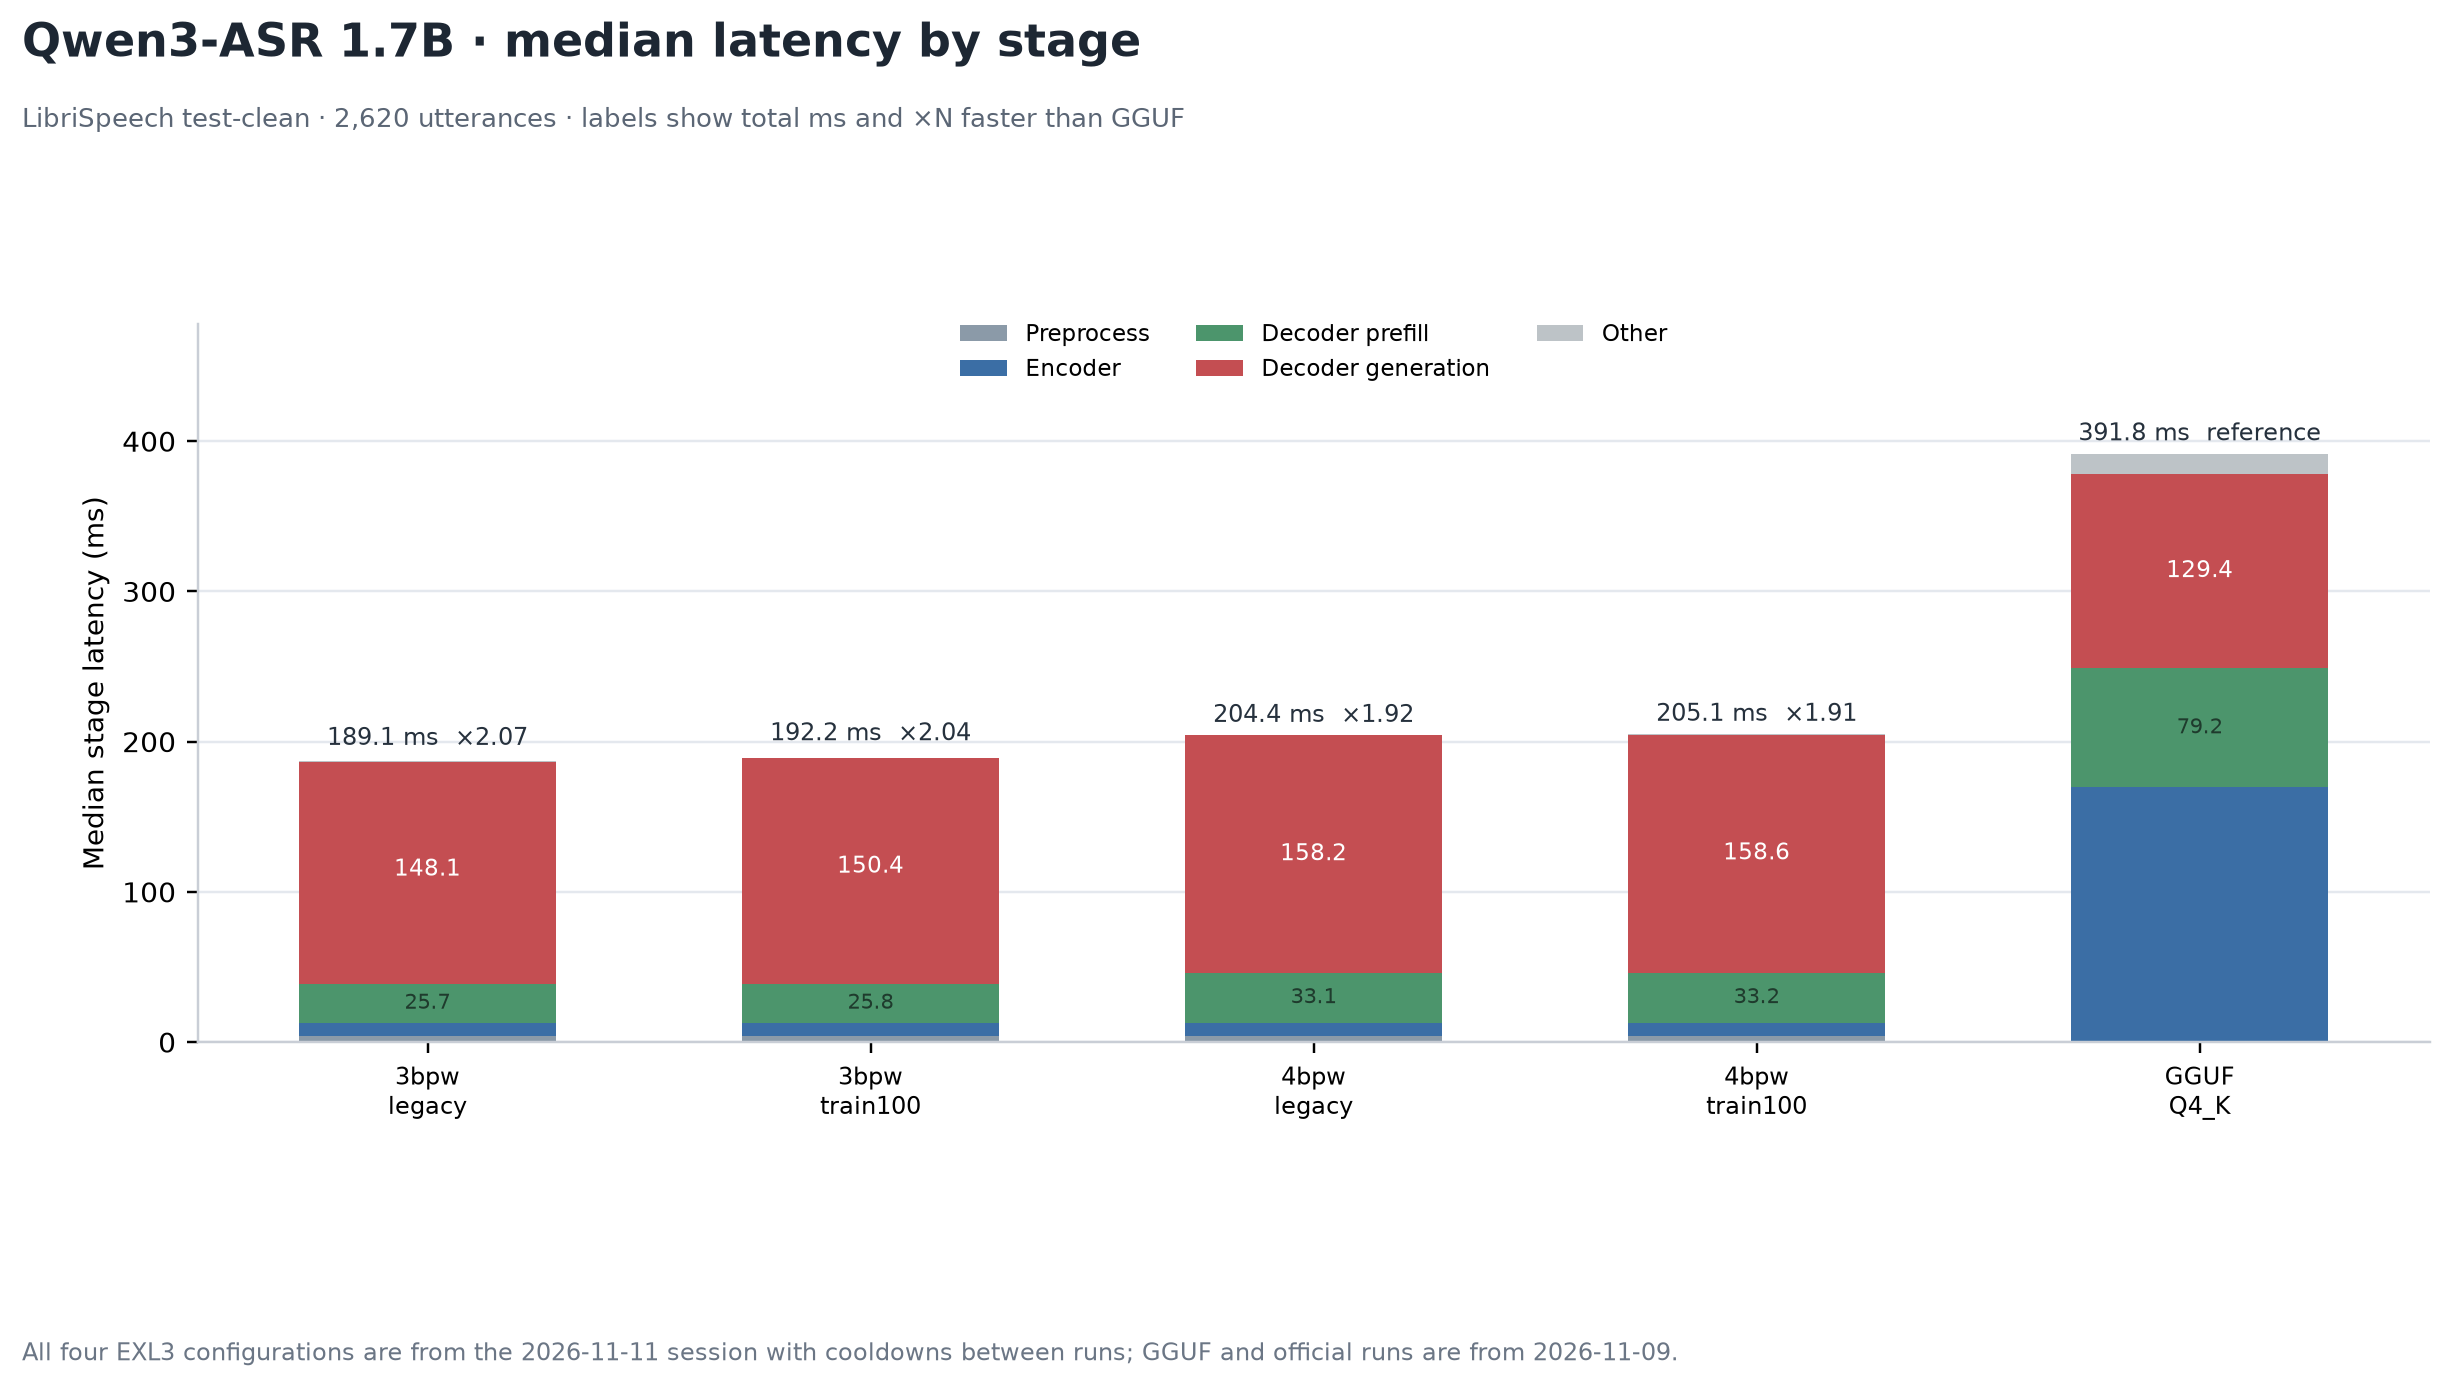 Qwen3-ASR 1.7B · median latency by stage
LibriSpeech test-clean · 2,620 utterances · labels show total ms and ×N faster than GGUF
Preprocess
Encoder
Decoder prefill
Decoder generation
Other
Median stage latency (ms)
400
300
200
100
0
189.1 ms ×2.07
148.1
25.7
192.2 ms ×2.04
150.4
25.8
204.4 ms ×1.92
158.2
33.1
205.1 ms ×1.91
158.6
33.2
391.8 ms reference
129.4
79.2
3bpw
legacy
3bpw
train100
4bpw
legacy
4bpw
train100
GGUF
Q4_K
All four EXL3 configurations are from the 2026-11-11 session with cooldowns between runs; GGUF and official runs are from 2026-11-09.